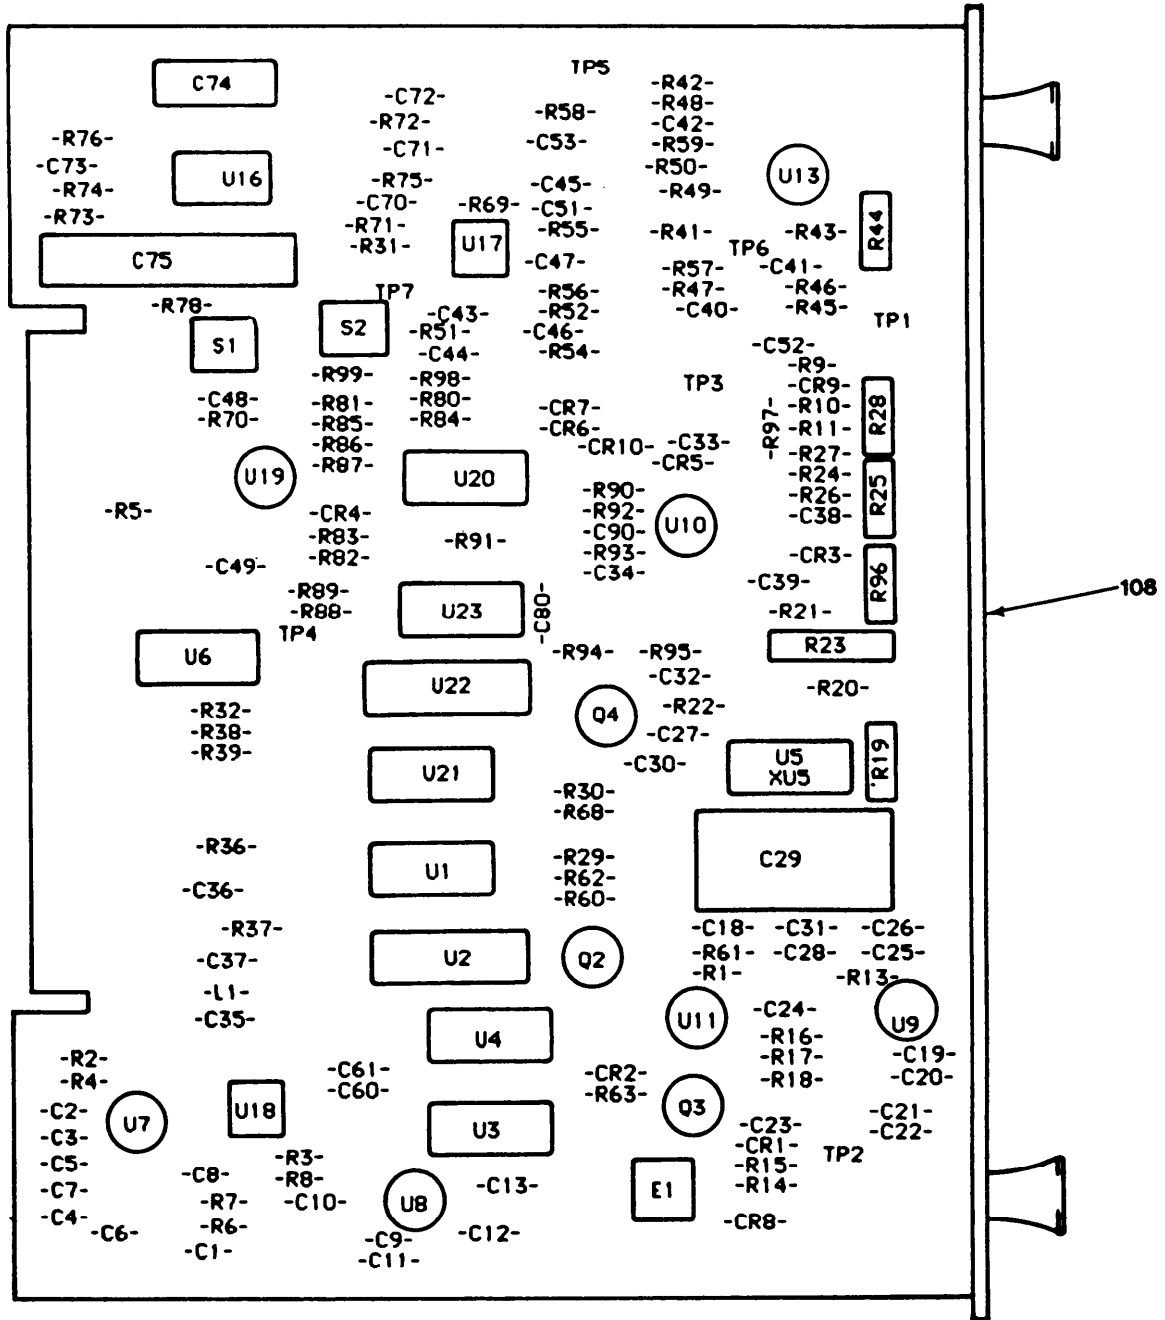 TP5
C74
-R42-
-C72-
-R48-
-R58-
-R72-
-C42-
-R76-
-C53-
-R59-
-C71-
-C73-
-R50-
U13
U16
-R75-
-C45-
-R74-
-R49-
-C70-
-R69-
-C51-
-R73-
-R71-
-R55-
-R41-
-R43-
R44
-R31-
U17
TP6
C75
-C47-
-R57-
-C41-
TP7
-R56-
-R47-
-R46-
-R78-
-C43-
-R52-
-C40-
-R45-
S2
-R51-
-C46-
TP1
S1
-C44-
-R54-
-C52-
-R99-
-R98-
TP3
-R9-
-CR9-
-C48-
-R81-
-R80-
-CR7-
-R10-
R28
-R70-
-R85-
-R84-
-CR6-
-R97-
-R11-
-R86-
-CR10-
-C33-
-R27-
-R87-
-CR5-
U19
U20
-R24-
-R90-
-R26-
R25
-R5-
-CR4-
-R92-
U10
-C38-
-R83-
-R91-
-C90-
-R82-
-R93-
-CR3-
-C49-
-C34-
R96
-R89-
-C39-
108
-R88-
U23
-C80-
-R21-
TP4
U6
-R94-
-R95-
R23
U22
-C32-
-R20-
-R32-
Q4
-R22-
-R38-
-C27-
-R39-
U5
R19
U21
-C30-
XU5
-R30-
-R68-
-R36-
-R29-
C29
U1
-R62-
-C36-
-R60-
-R37-
-C18-
-C31-
-C26-
-C37-
U2
Q2
-R61-
-C28-
-C25-
-R1-
-R13-
-L1-
-C35-
U11
-C24-
U9
U4
-R16-
-R2-
-R17-
-C19-
-R4-
-C61-
-CR2-
-R18-
-C20-
-C60-
-R63-
-C2-
U18
Q3
-C21-
U7
U3
-C23-
-C22-
-C3-
-CR1-
TP2
-C5-
-R3-
-R15-
-C8-
-R8-
-C13-
E1
-R14-
-C7-
-R7-
-C10-
U8
-C4-
-R6-
-CR8-
-C6-
-C9-
-C12-
-C1-
-C11-